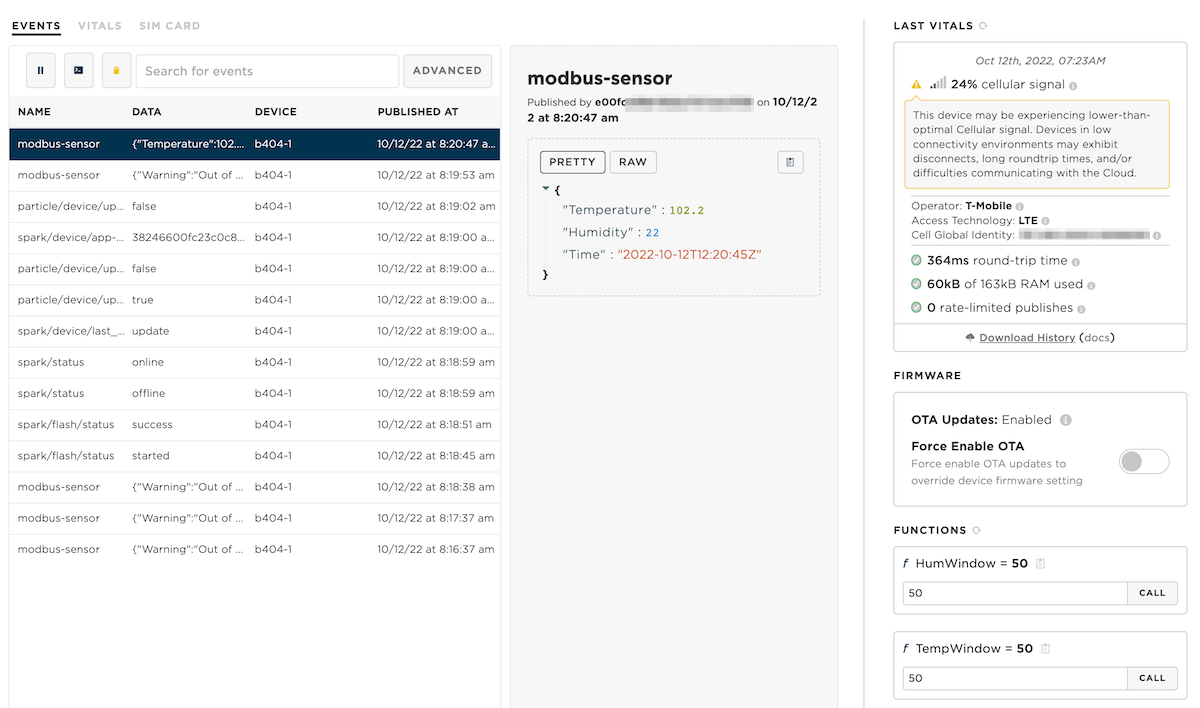 EVENTS VITALS SIM CARD
Search for events
ADVANCED
NAME DATA DEVICE PUBLISHED AT
modbus-sensor {"Temperature":102.... b404-1 10/12/22 at 8:20:47 a...
modbus-sensor {"Warning":"Out of ... b404-1 10/12/22 at 8:19:53 am
particle/device/up... false b404-1 10/12/22 at 8:19:02 am
spark/device/app-... 38246600fc23c0c8... b404-1 10/12/22 at 8:19:00 a...
particle/device/up... false b404-1 10/12/22 at 8:19:00 a...
particle/device/up... true b404-1 10/12/22 at 8:19:00 a...
spark/device/last_... update b404-1 10/12/22 at 8:19:00 a...
spark/status online b404-1 10/12/22 at 8:18:59 am
spark/status offline b404-1 10/12/22 at 8:18:59 am
spark/flash/status success b404-1 10/12/22 at 8:18:51 am
spark/flash/status started b404-1 10/12/22 at 8:18:45 am
modbus-sensor {"Warning":"Out of ... b404-1 10/12/22 at 8:18:38 am
modbus-sensor {"Warning":"Out of ... b404-1 10/12/22 at 8:17:37 am
modbus-sensor {"Warning":"Out of ... b404-1 10/12/22 at 8:16:37 am
modbus-sensor
Published by on 10/12/2
2 at 8:20:47 am
PRETTY RAW
{
"Temperature" : 102.2
"Humidity" : 22
"Time" : "2022-10-12T12:20:45Z"
}
LAST VITALS
Oct 12th, 2022, 07:23AM
24% cellular signal
This device may be experiencing lower-than-
optimal Cellular signal. Devices in low
connectivity environments may exhibit
disconnects, long roundtrip times, and/or
difficulties communicating with the Cloud.
Operator: T-Mobile
Access Technology: LTE
Cell Global Identity:
364ms round-trip time
60kB of 163kB RAM used
0 rate-limited publishes
Download History (docs)
FIRMWARE
OTA Updates: Enabled
Force Enable OTA
Force enable OTA updates to
override device firmware setting
FUNCTIONS
f HumWindow = 50
50 CALL
f TempWindow = 50
50 CALL